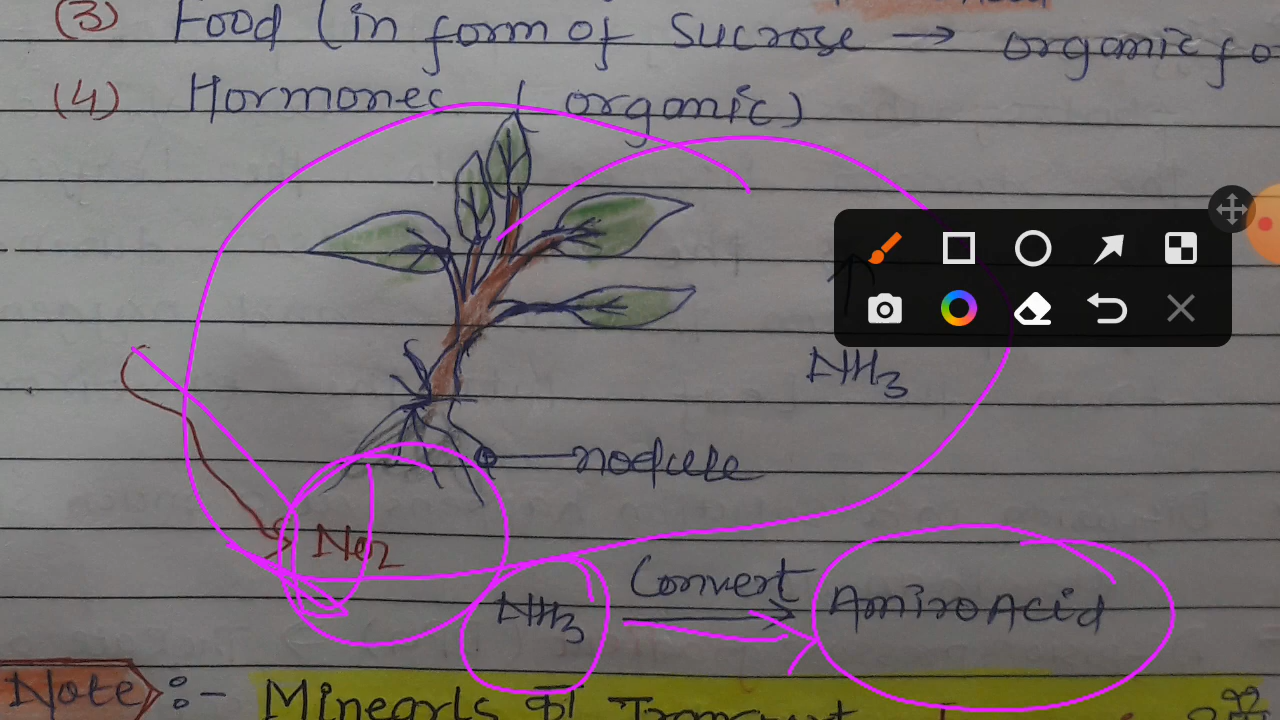 (3) Food (in form of sucrose → organic fo
(4) Hormones (organic)
NH3
nodule
N2
NH3 Convert → Amino Acid
Note :- Minearls का Transport